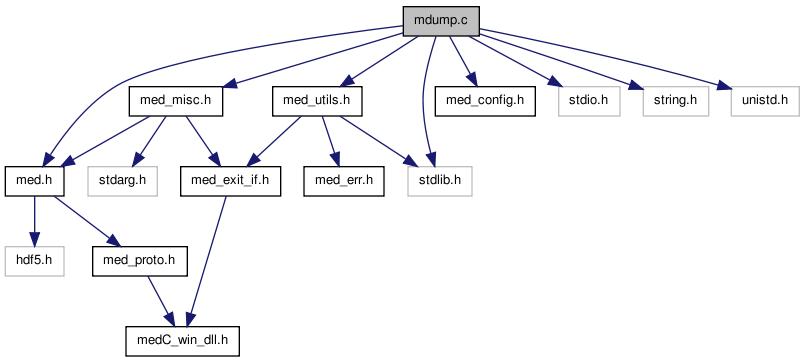 mdump.c
med_misc.h
med_utils.h
med_config.h
stdio.h
string.h
unistd.h
med.h
stdarg.h
med_exit_if.h
med_err.h
stdlib.h
hdf5.h
med_proto.h
medC_win_dll.h